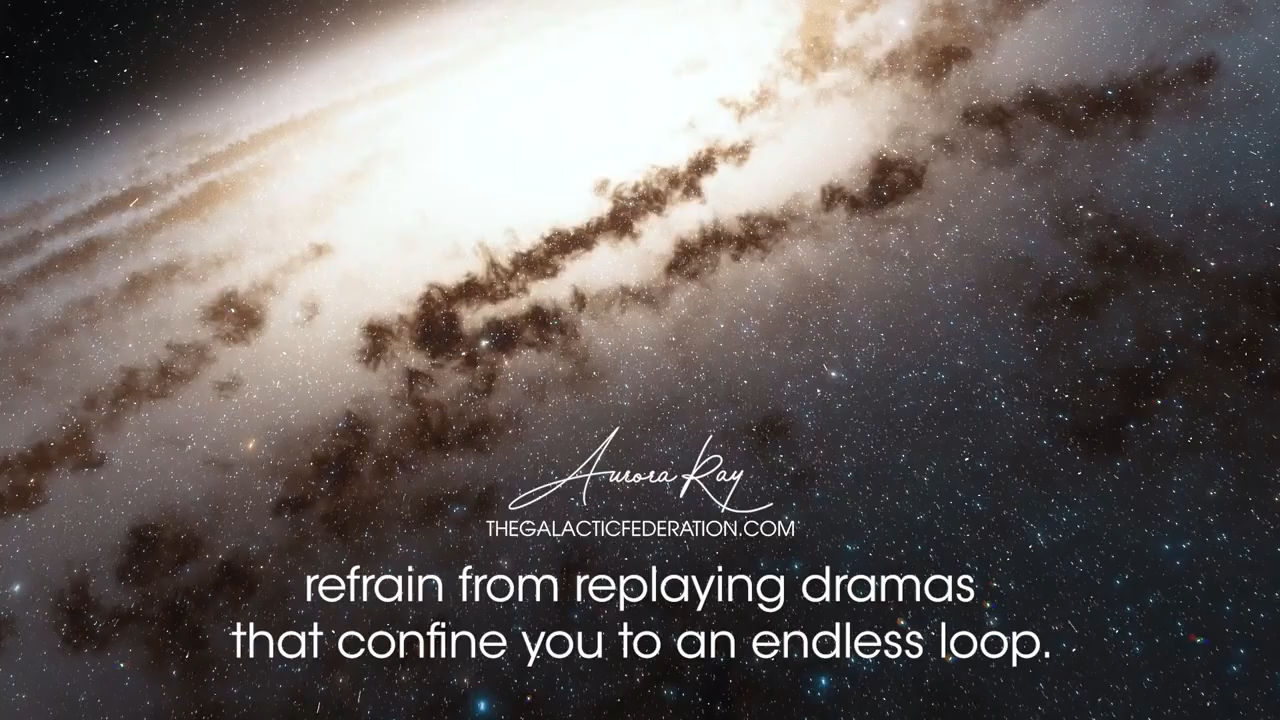 Aurora Ray
THEGALACTICFEDERATION.COM
refrain from replaying dramas
that confine you to an endless loop.